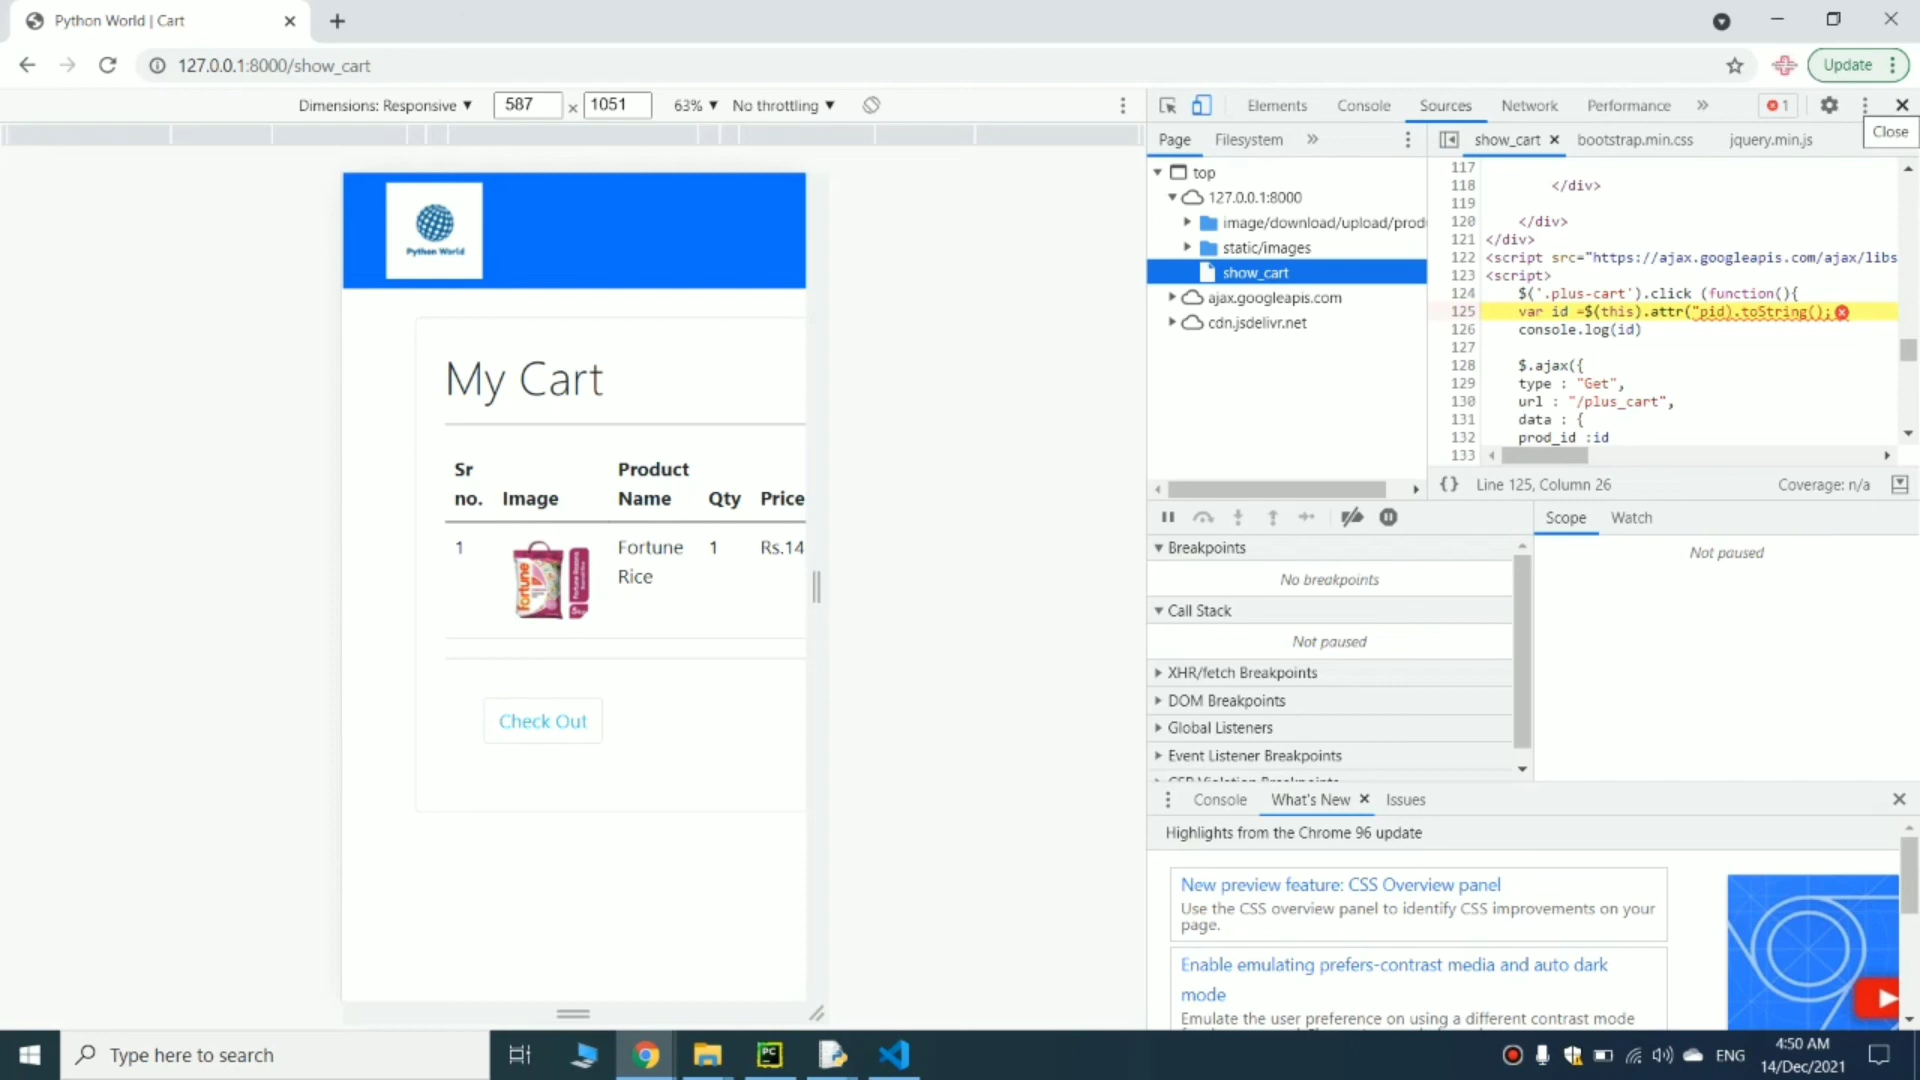 Python World | Cart
127.0.0.1:8000/show_cart
Update
Dimensions: Responsive ▼ 587 x 1051 63% ▼ No throttling ▼
Elements Console Sources Network Performance » 1
Close
Page Filesystem »
show_cart × bootstrap.min.css jquery.min.js
top
127.0.0.1:8000
image/download/upload/prod
static/images
show_cart
ajax.googleapis.com
cdn.jsdelivr.net
117
118 </div>
119
120 </div>
121 </div>
122 <script src="https://ajax.googleapis.com/ajax/libs
123 <script>
124 $('.plus-cart').click (function(){
125 var id =$(this).attr("pid).toString();
126 console.log(id)
127
128 $.ajax({
129 type : "Get",
130 url : "/plus_cart",
131 data : {
132 prod_id :id
133
{} Line 125, Column 26 Coverage: n/a
Python World
My Cart
Sr no. Image Product Name Qty Price
1 Fortune Rice 1 Rs.14
fortune
Check Out
Scope Watch
Not paused
Breakpoints
No breakpoints
Call Stack
Not paused
XHR/fetch Breakpoints
DOM Breakpoints
Global Listeners
Event Listener Breakpoints
CSP Violation Breakpoints
Console What's New × Issues
Highlights from the Chrome 96 update
New preview feature: CSS Overview panel
Use the CSS overview panel to identify CSS improvements on your
page.
Enable emulating prefers-contrast media and auto dark
mode
Emulate the user preference on using a different contrast mode
Type here to search
PC
ENG
4:50 AM
14/Dec/2021